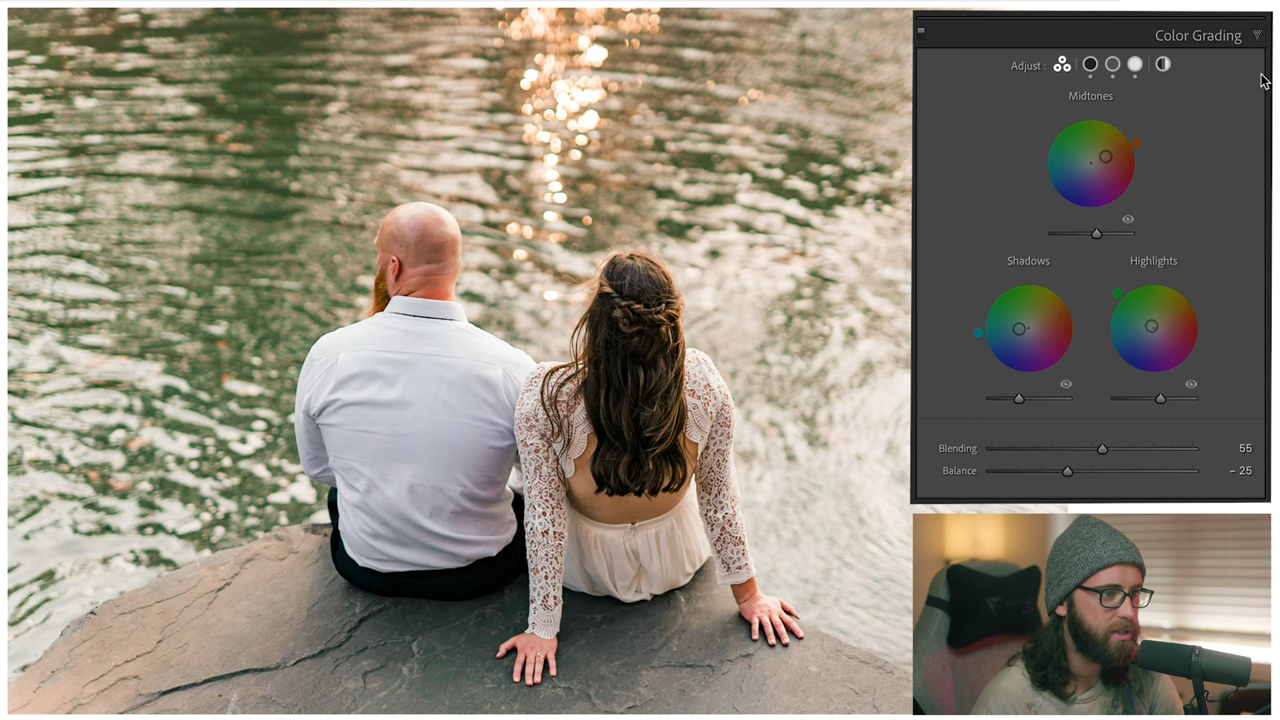 Color Grading
Adjust :
Midtones
Shadows
Highlights
Blending 55
Balance – 25